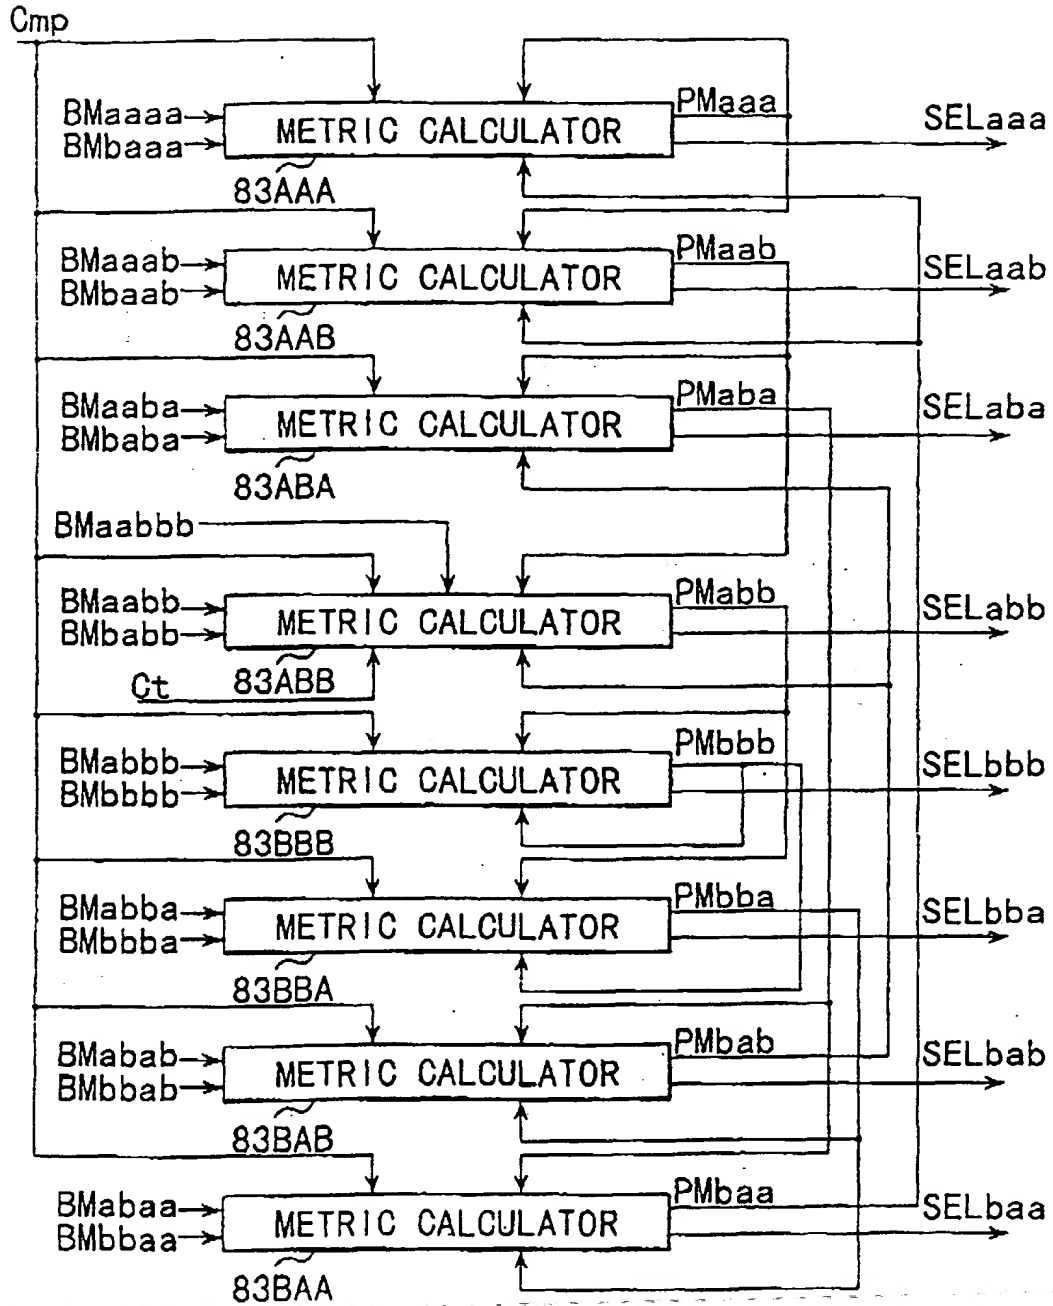 Cmp
BMaaaa
BMbaaa
METRIC CALCULATOR
PMaaa
SELaaa
83AAA
BMaaab
BMbaab
METRIC CALCULATOR
PMaab
SELaab
83AAB
BMaaba
BMbaba
METRIC CALCULATOR
PMaba
SELaba
83ABA
BMaabbb
BMaabb
BMbabb
METRIC CALCULATOR
PMabb
SELabb
83ABB
Ct
BMabbb
BMbbbb
METRIC CALCULATOR
PMbbb
SELbbb
83BBB
BMabba
BMbbba
METRIC CALCULATOR
PMbba
SELbba
83BBA
BMabab
BMbbab
METRIC CALCULATOR
PMbab
SELbab
83BAB
BMabaa
BMbbaa
METRIC CALCULATOR
PMbaa
SELbaa
83BAA